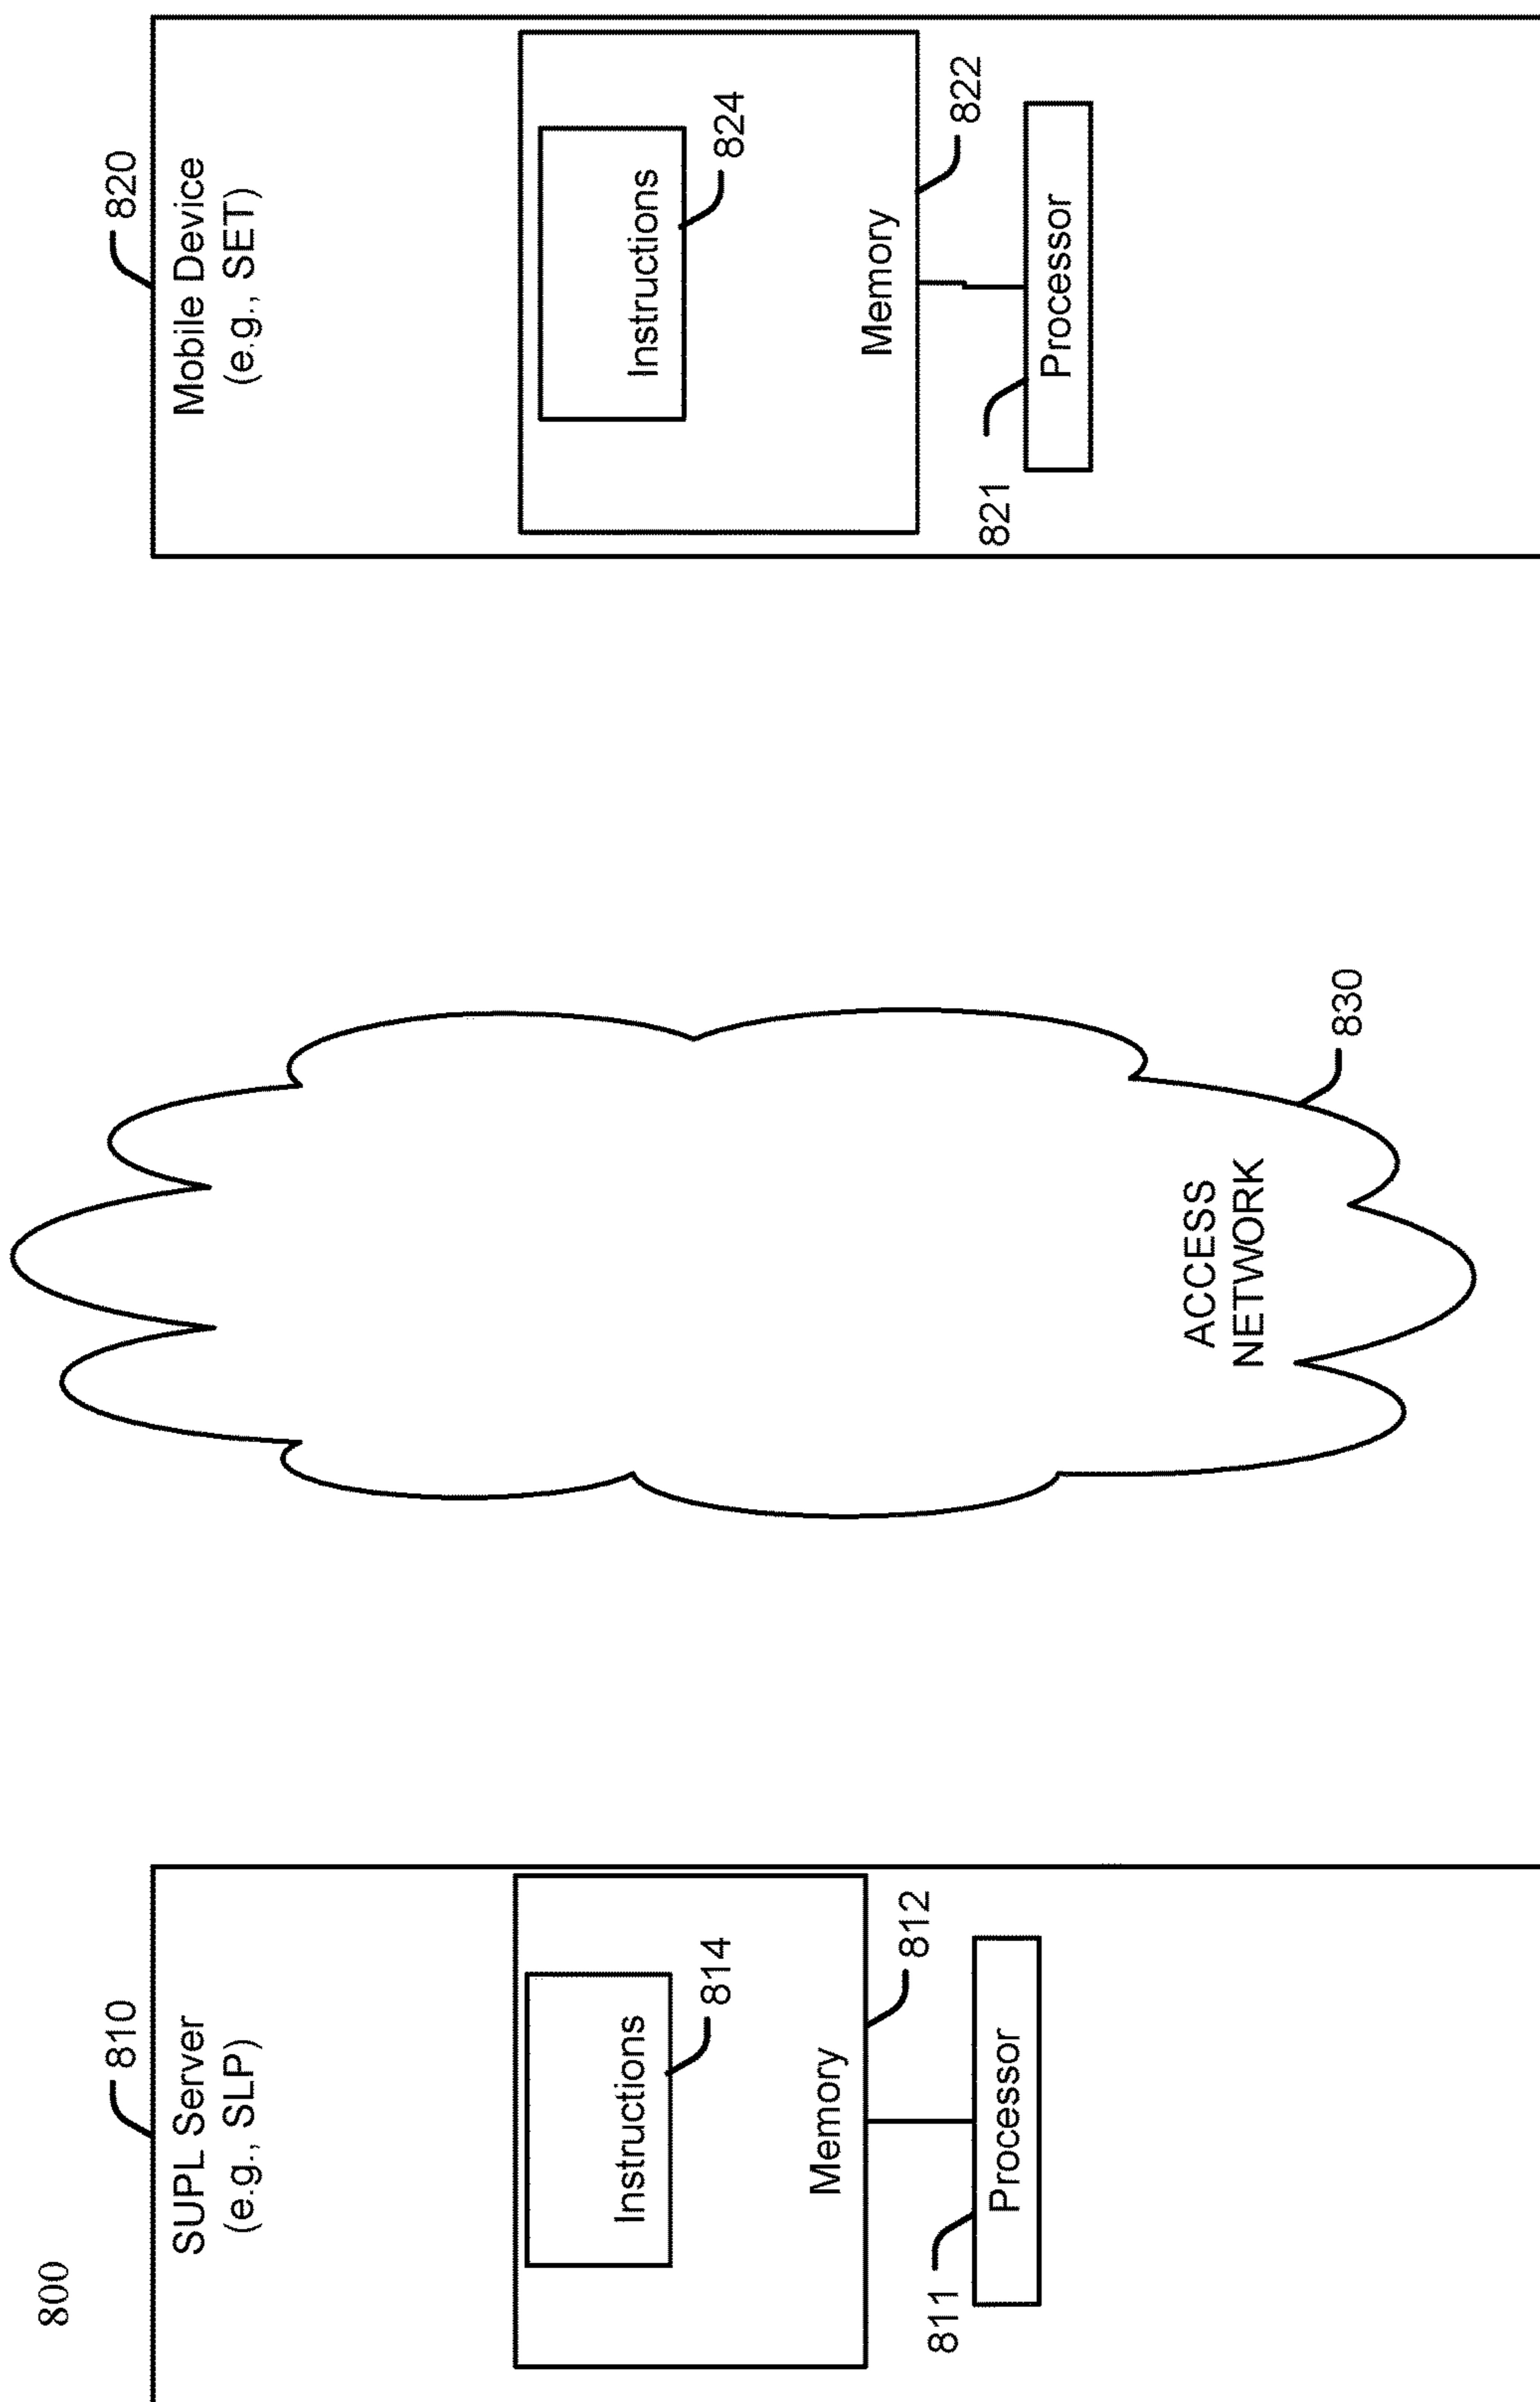 800
810
SUPL Server
(e.g., SLP)
Instructions
814
Memory
812
811
Processor
ACCESS
NETWORK
830
820
Mobile Device
(e.g., SET)
Instructions
824
Memory
822
821
Processor